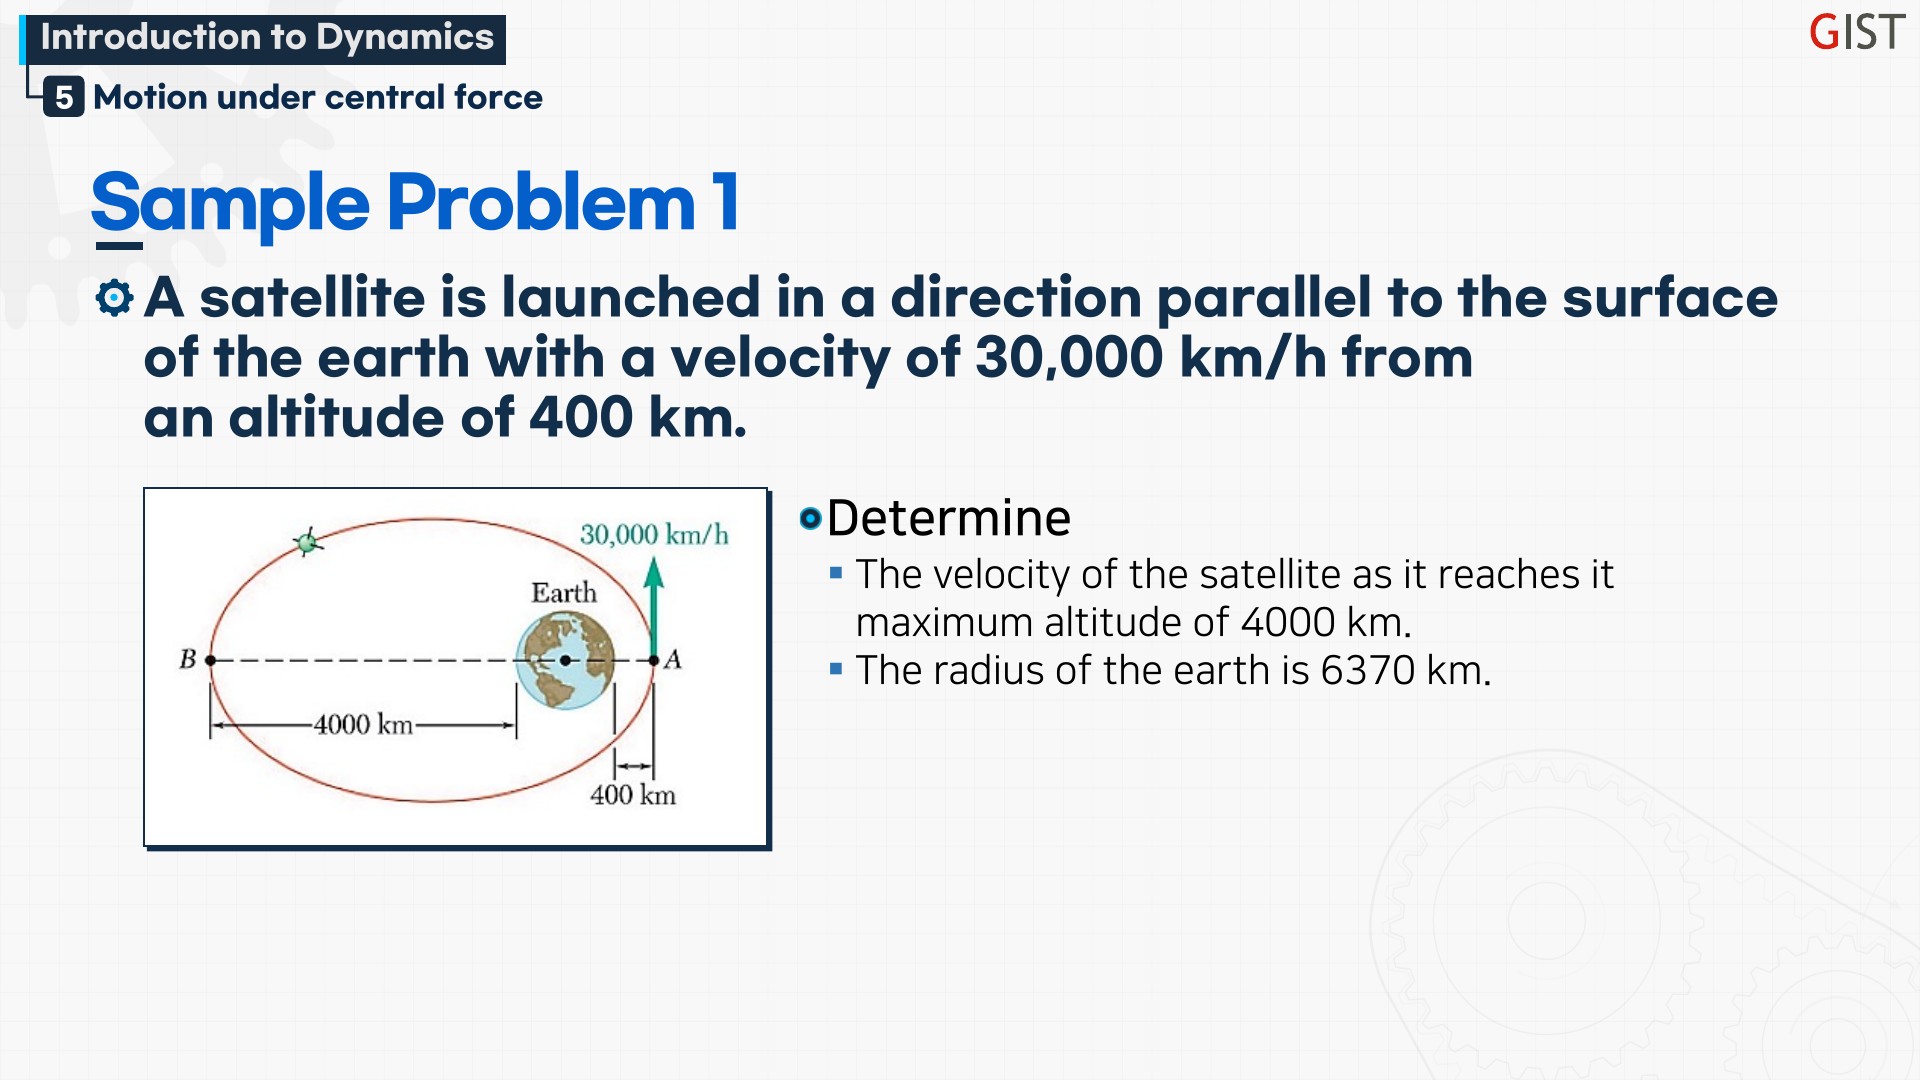 Introduction to Dynamics
GIST
5 Motion under central force
Sample Problem 1
A satellite is launched in a direction parallel to the surface
of the earth with a velocity of 30,000 km/h from
an altitude of 400 km.
30,000 km/h
Earth
B
A
4000 km
400 km
Determine
The velocity of the satellite as it reaches it
maximum altitude of 4000 km.
The radius of the earth is 6370 km.